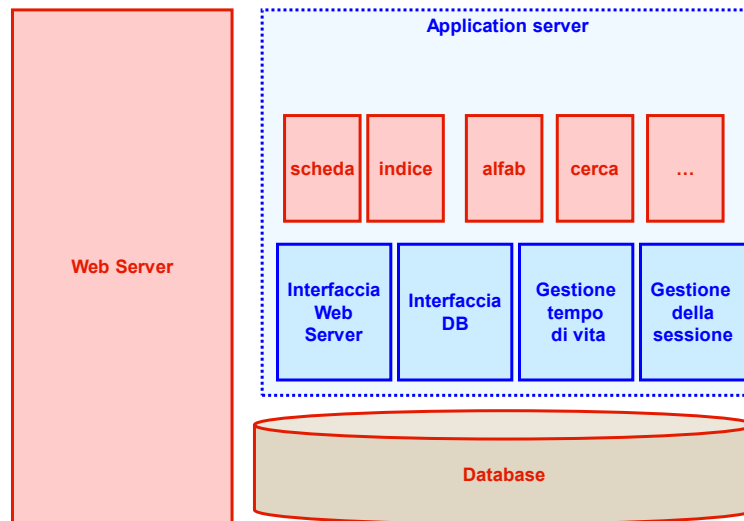 Application server
scheda
indice
alfab
cerca
…
Web Server
Interfaccia
Web
Server
Interfaccia
DB
Gestione
tempo
di vita
Gestione
della
sessione
Database